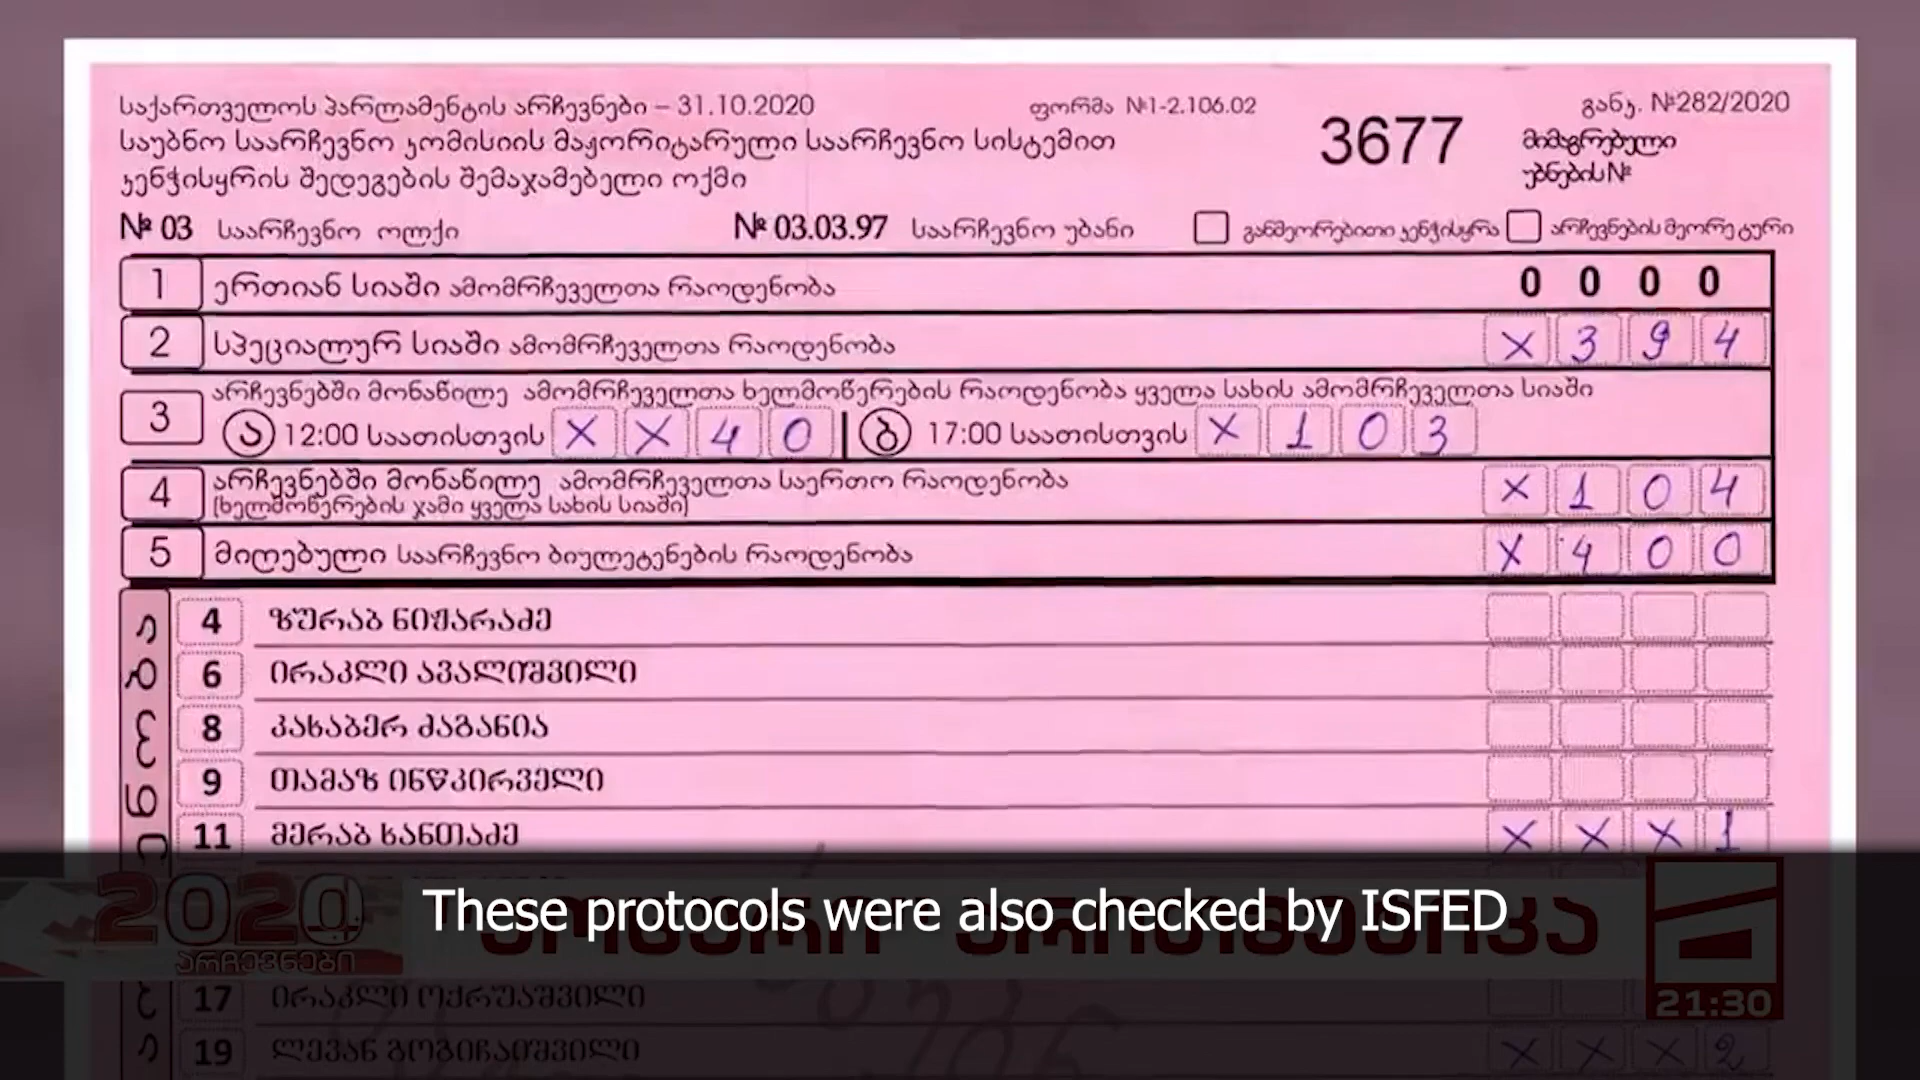 საქართველოს პარლამენტის არჩევნები – 31.10.2020
ფორმა №1-2.106.02
განკ. №282/2020
საუბნო საარჩევნო კომისიის მაჟორიტარული საარჩევნო სისტემით
კენჭისყრის შედეგების შემაჯამებელი ოქმი
3677
მიმაგრებული
უბნების №
№ 03 საარჩევნო ოლქი
№ 03.03.97 საარჩევნო უბანი
განმეორებითი კენჭისყრა
არჩევნების მეორე ტური
1 ერთიან სიაში ამომრჩეველთა რაოდენობა 0 0 0 0
2 სპეციალურ სიაში ამომრჩეველთა რაოდენობა X 3 9 4
3 არჩევნებში მონაწილე ამომრჩეველთა ხელმოწერების რაოდენობა ყველა სახის ამომრჩეველთა სიაში
ა 12:00 საათისთვის X X 4 0 ბ 17:00 საათისთვის X 1 0 3
4 არჩევნებში მონაწილე ამომრჩეველთა საერთო რაოდენობა X 1 0 4
(ხელმოწერების ჯამი ყველა სახის სიაში)
5 მიღებული საარჩევნო ბიულეტენების რაოდენობა X 4 0 0
4 ზურაბ ნიჟარაძე
6 ირაკლი ავალიშვილი
8 კახაბერ ძაგანია
9 თამაზ ინწკირველი
11 მერაბ ხანთაძე X X X 1
2020
არჩევნები
These protocols were also checked by ISFED
21:30
17 ირაკლი ოქრუაშვილი
19 ლევან გოგიჩაიშვილი X X X 2